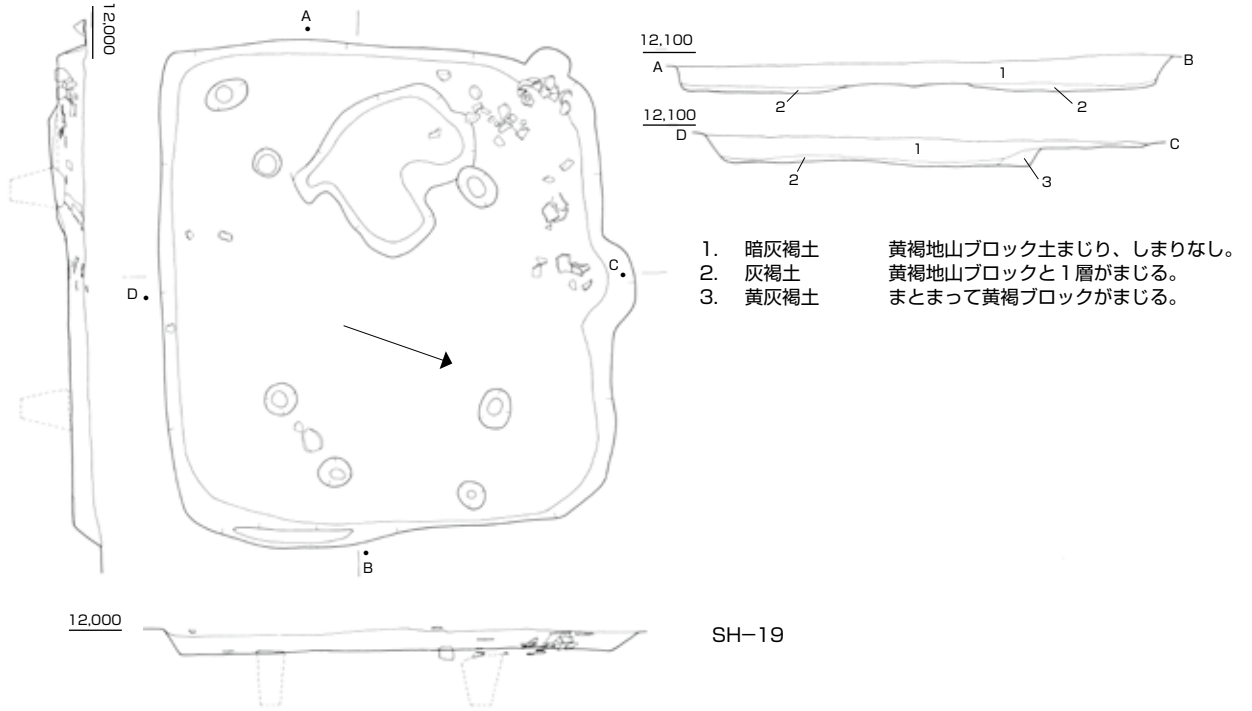 12,000
A
12,100
A
B
1
2
2
12,100
D
C
1
2
3
1. 暗灰褐土 黄褐地山ブロック土まじり、しまりなし。
2. 灰褐土 黄褐地山ブロックと1層がまじる。
3. 黄灰褐土 まとまって黄褐ブロックがまじる。
C
D
B
12,000
SH-19